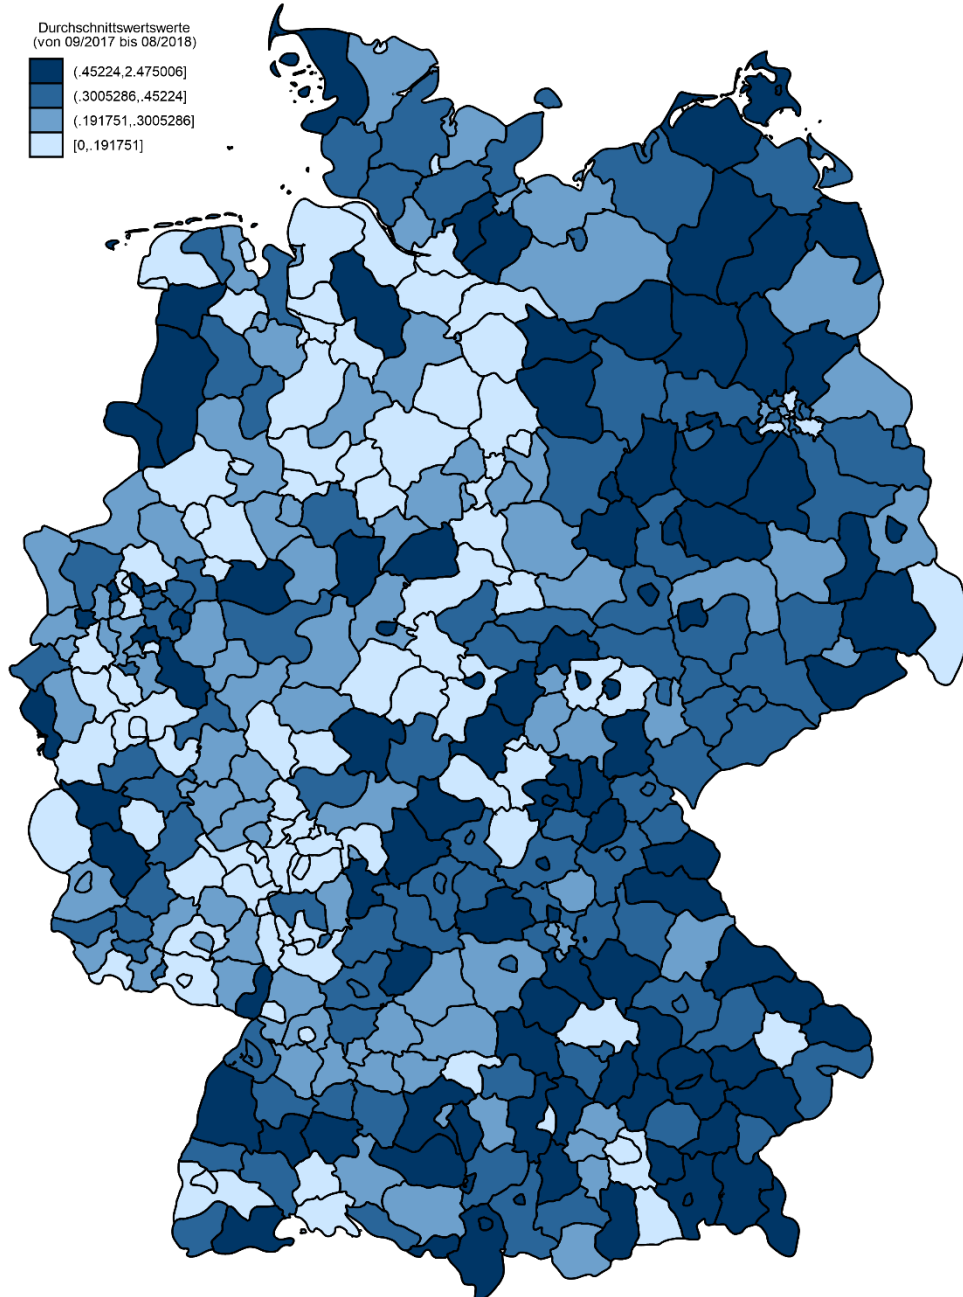 Durchschnittswertswerte
(von 09/2017 bis 08/2018)
(.45224,2.475006]
(.3005286,.45224]
(.191751,.3005286]
[0,.191751]